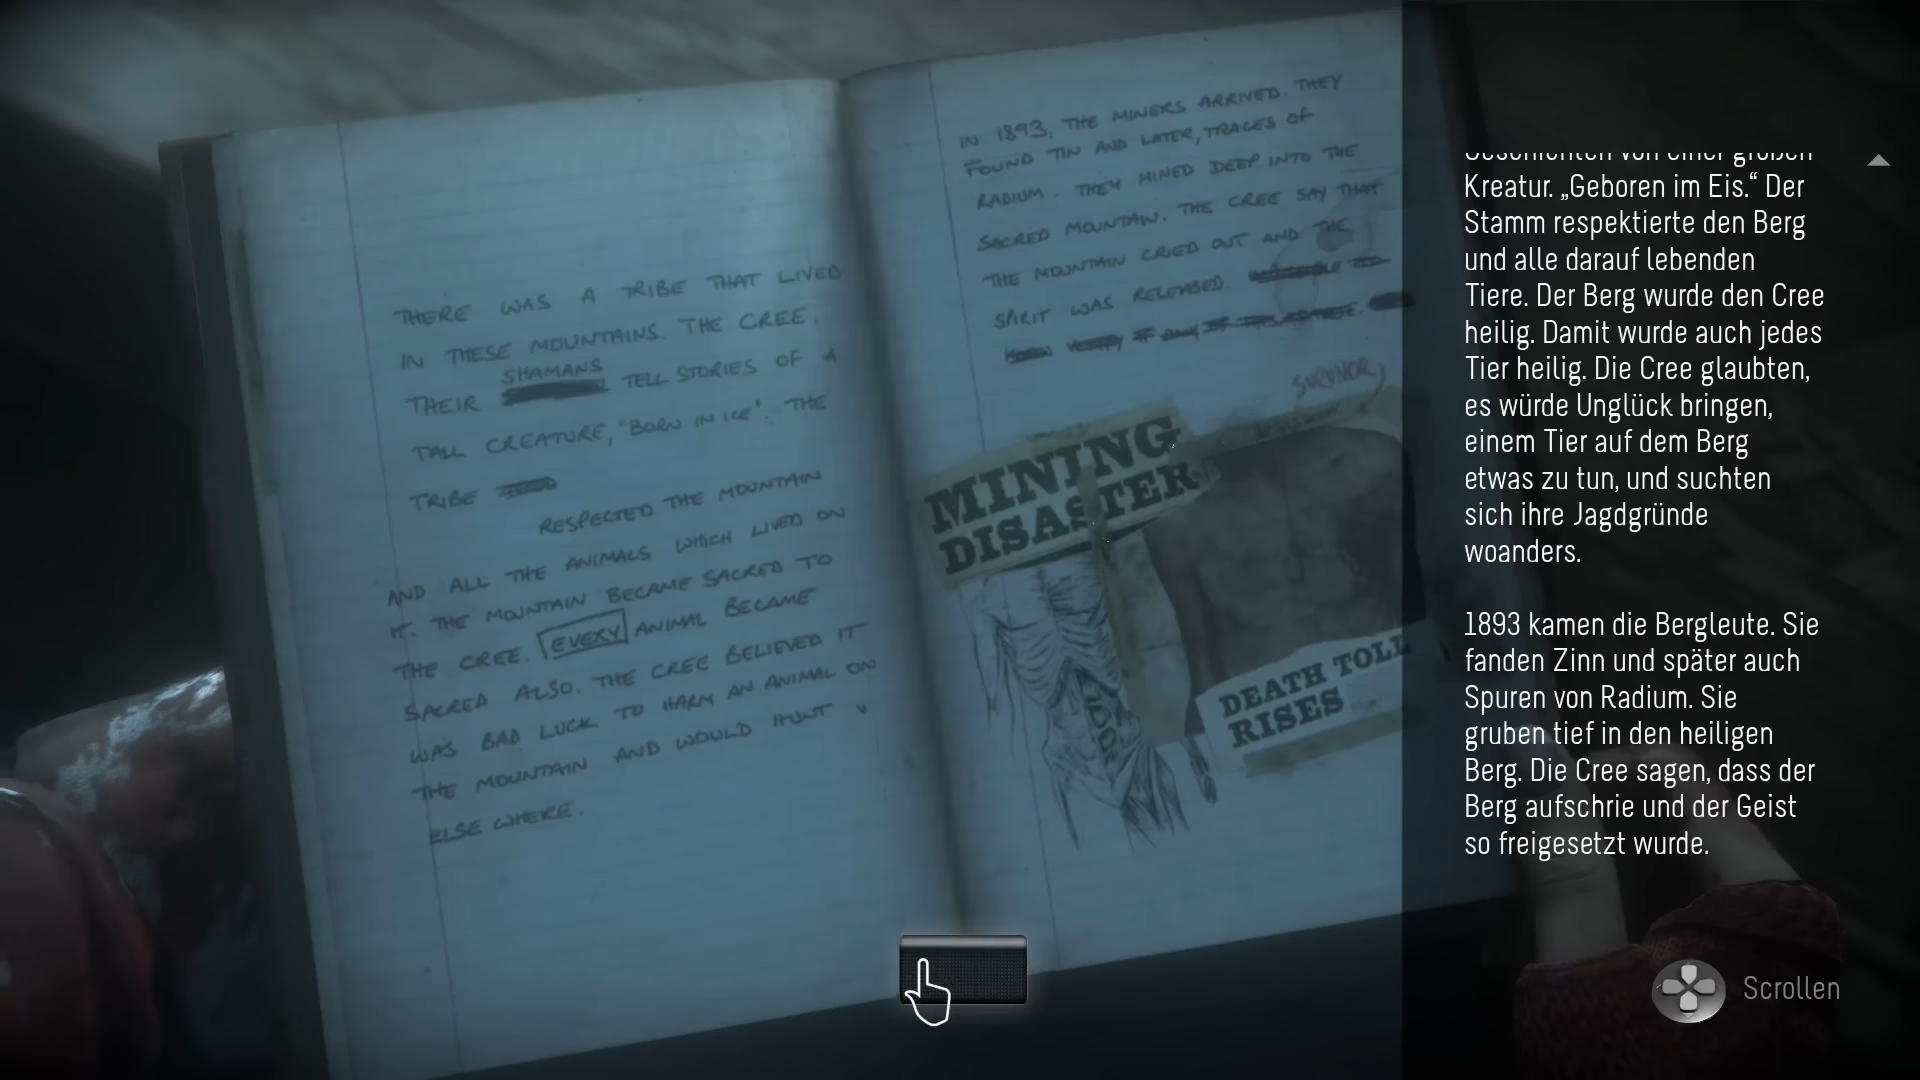 THERE WAS A TRIBE THAT LIVED
IN THESE MOUNTAINS. THE CREE.
SHAMANS
THEIR TELL STORIES OF A
TALL CREATURE, "BORN IN ICE". THE
TRIBE
RESPECTED THE MOUNTAIN
AND ALL THE ANIMALS WHICH LIVED ON
IT. THE MOUNTAIN BECAME SACRED TO
THE CREE. EVERY ANIMAL BECAME
SACRED ALSO. THE CREE BELIEVED IT
WAS BAD LUCK TO HARM AN ANIMAL ON
THE MOUNTAIN AND WOULD HUNT
ELSE WHERE.
IN 1893, THE MINERS ARRIVED. THEY
FOUND TIN AND LATER, TRACES OF
RADIUM. THEY MINED DEEP INTO THE
SACRED MOUNTAIN. THE CREE SAY THAT
THE MOUNTAIN CRIED OUT AND THE
SPIRIT WAS RELEASED.
SURVIVOR
MINING
DISASTER
DEATH TOLL
RISES
Geschichten von einer großen
Kreatur. „Geboren im Eis.“ Der
Stamm respektierte den Berg
und alle darauf lebenden
Tiere. Der Berg wurde den Cree
heilig. Damit wurde auch jedes
Tier heilig. Die Cree glaubten,
es würde Unglück bringen,
einem Tier auf dem Berg
etwas zu tun, und suchten
sich ihre Jagdgründe
woanders.
1893 kamen die Bergleute. Sie
fanden Zinn und später auch
Spuren von Radium. Sie
gruben tief in den heiligen
Berg. Die Cree sagen, dass der
Berg aufschrie und der Geist
so freigesetzt wurde.
Scrollen